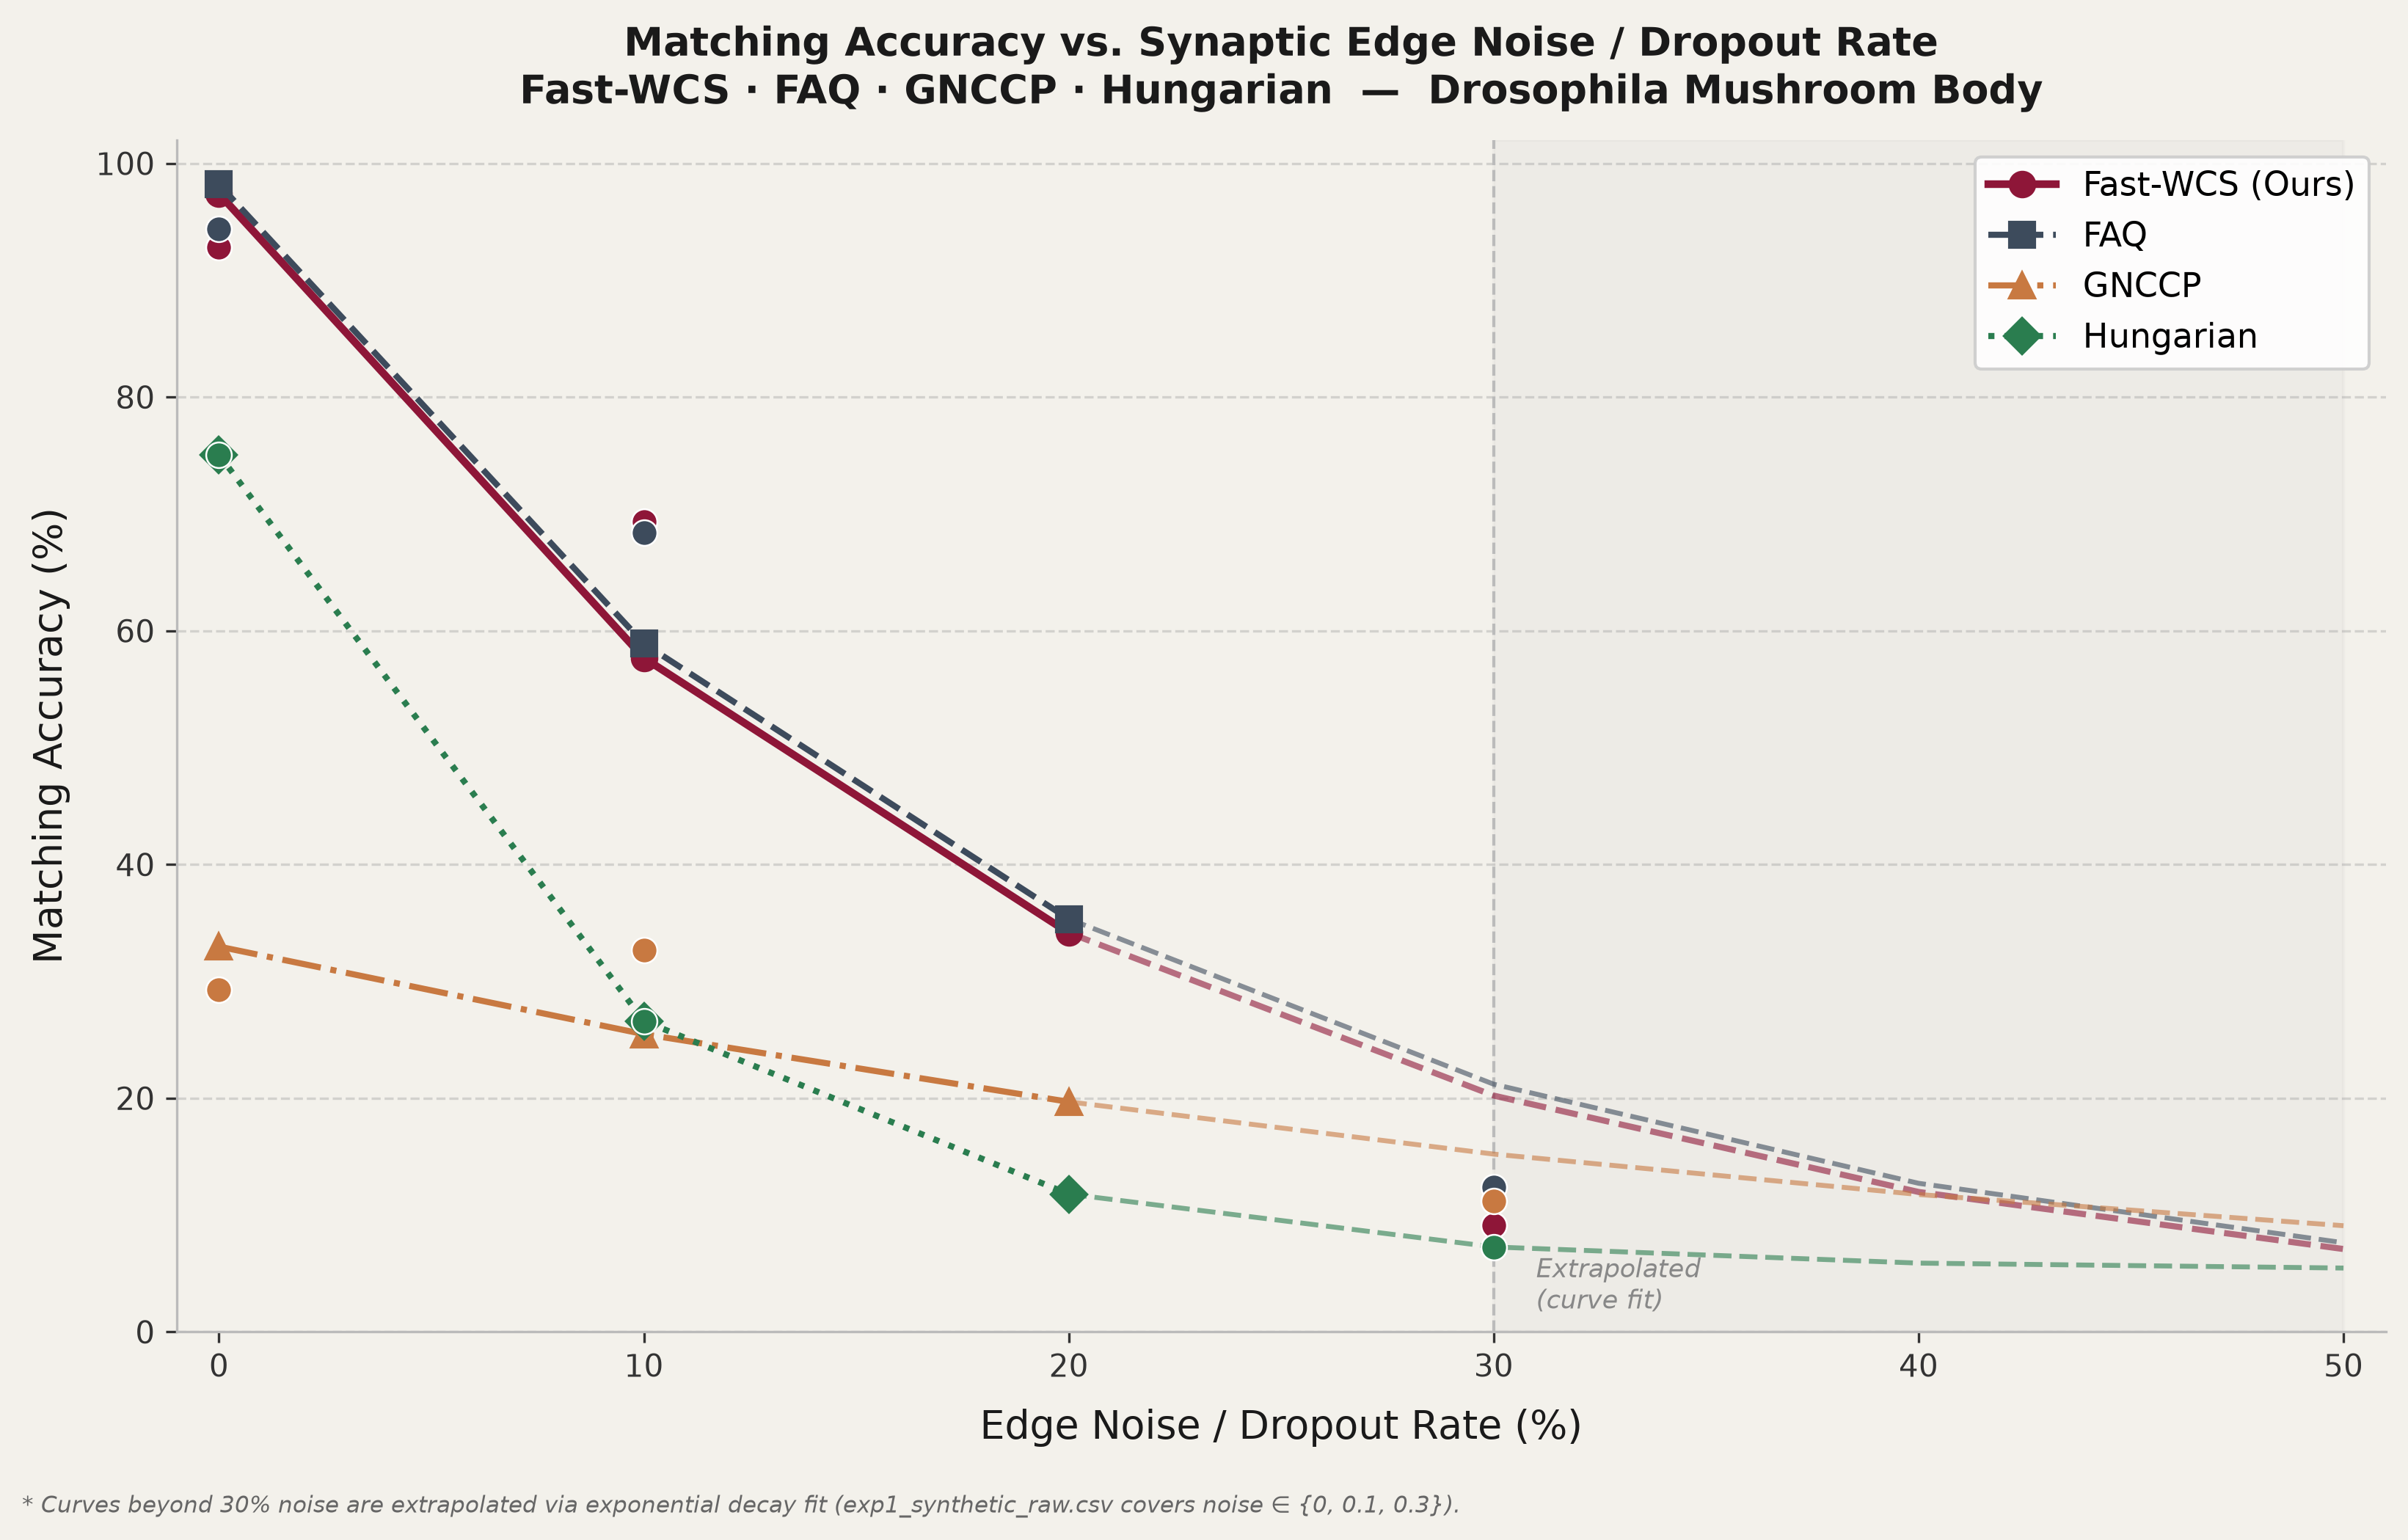 Matching Accuracy vs. Synaptic Edge Noise / Dropout Rate
Fast-WCS · FAQ · GNCCP · Hungarian — Drosophila Mushroom Body
Matching Accuracy (%)
100
80
60
40
20
0
Fast-WCS (Ours)
FAQ
GNCCP
Hungarian
Extrapolated
(curve fit)
0 10 20 30 40 50
Edge Noise / Dropout Rate (%)
* Curves beyond 30% noise are extrapolated via exponential decay fit (exp1_synthetic_raw.csv covers noise ∈ {0, 0.1, 0.3}).